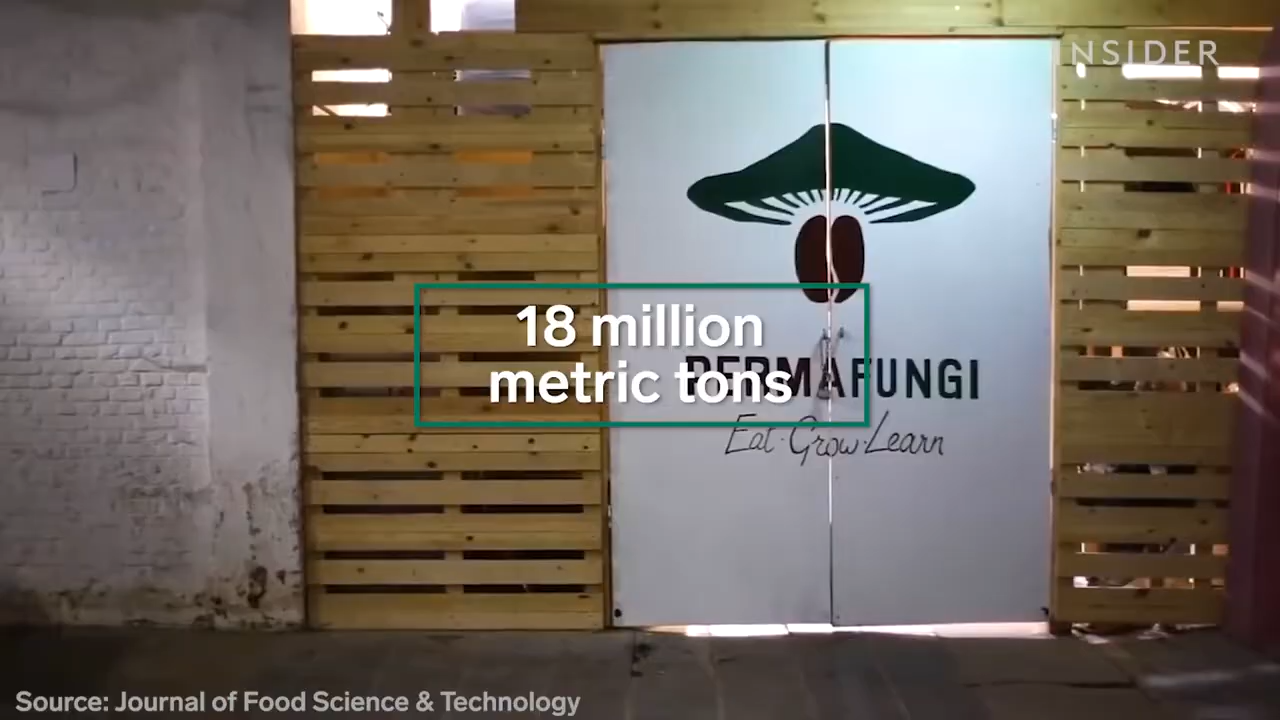 INSIDER
18 million
metric tons
PERMAFUNGI
Eat·Grow·Learn
Source: Journal of Food Science & Technology